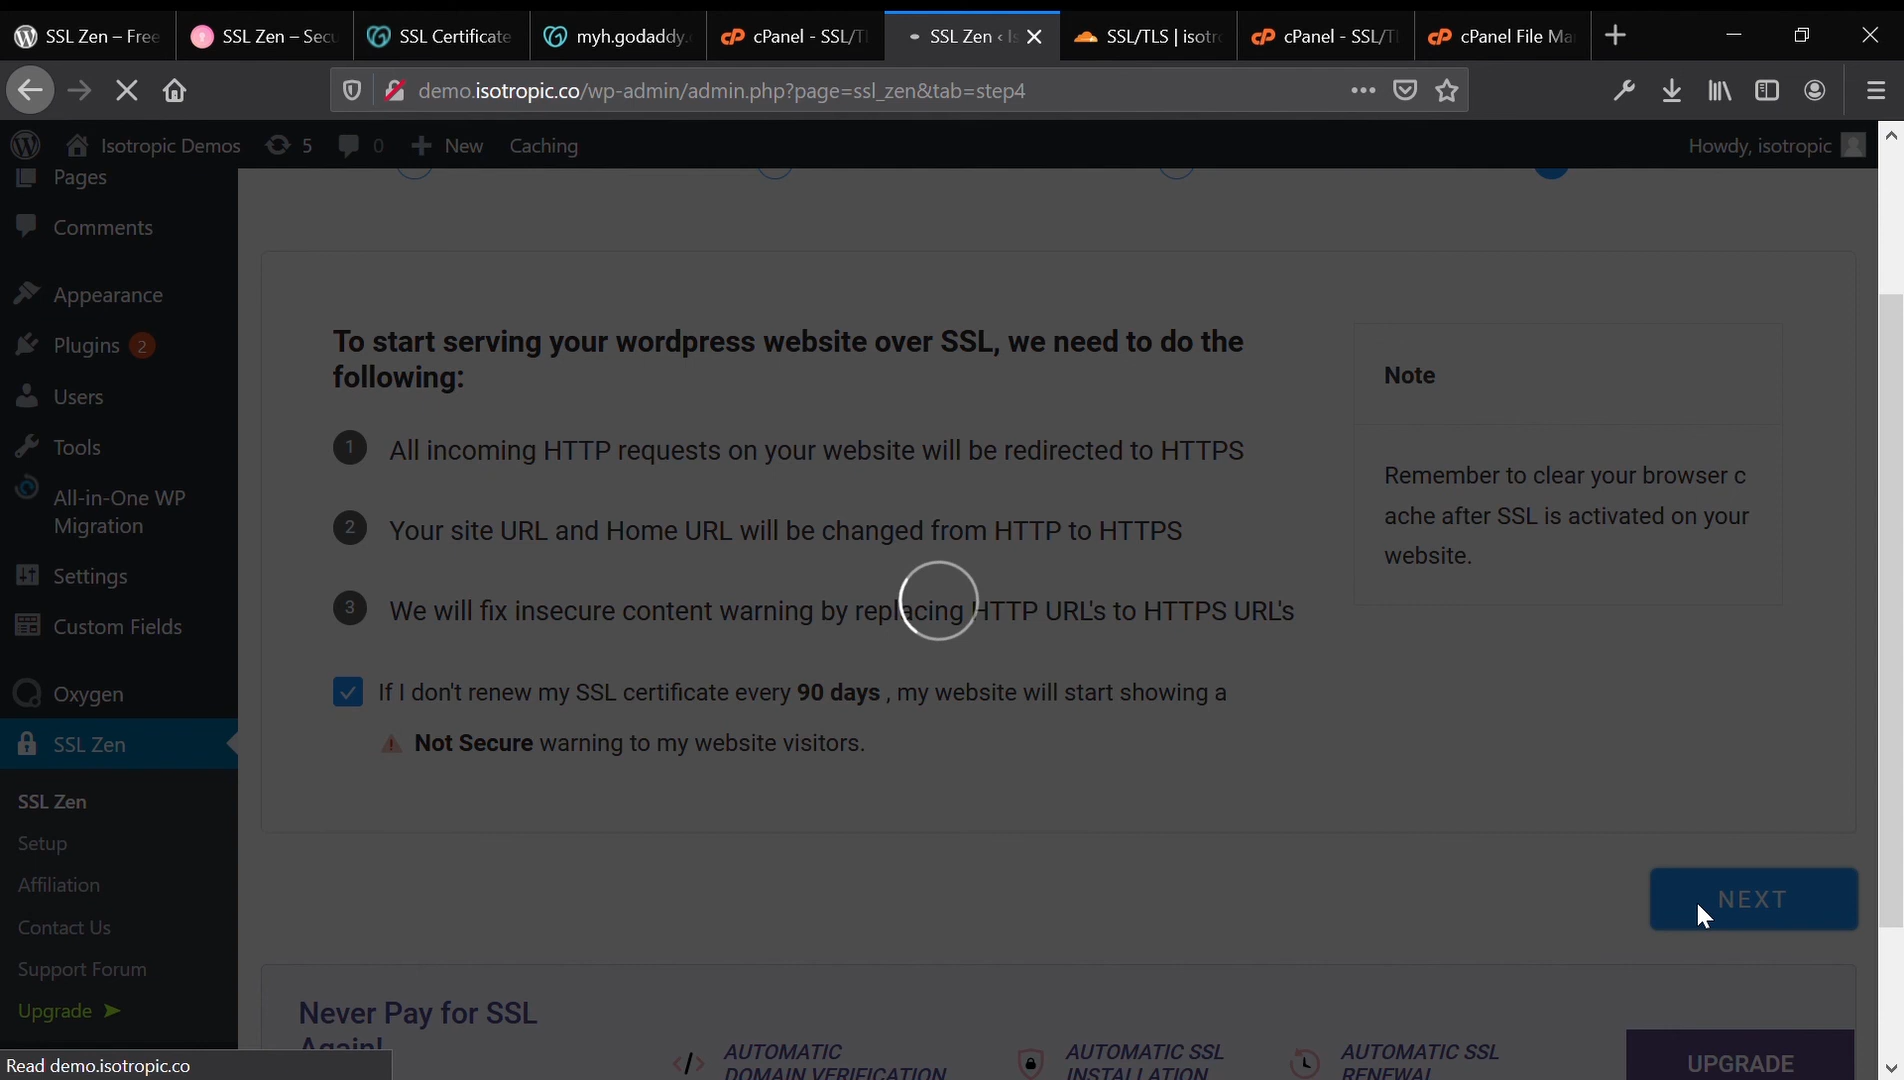 SSL Zen – Free
SSL Zen – Secu
SSL Certificate
myh.godaddy.
cPanel - SSL/TL
SSL Zen ‹ Is
SSL/TLS | isotro
cPanel - SSL/TL
cPanel File Ma
demo.isotropic.co/wp-admin/admin.php?page=ssl_zen&tab=step4
Isotropic Demos
5
0
New
Caching
Howdy, isotropic
Pages
Comments
Appearance
Plugins 2
Users
Tools
All-in-One WP
Migration
Settings
Custom Fields
Oxygen
SSL Zen
SSL Zen
Setup
Affiliation
Contact Us
Support Forum
Upgrade ➤
To start serving your wordpress website over SSL, we need to do the
following:
1 All incoming HTTP requests on your website will be redirected to HTTPS
2 Your site URL and Home URL will be changed from HTTP to HTTPS
3 We will fix insecure content warning by replacing HTTP URL's to HTTPS URL's
If I don't renew my SSL certificate every 90 days , my website will start showing a
Not Secure warning to my website visitors.
Note
Remember to clear your browser c
ache after SSL is activated on your
website.
NEXT
Never Pay for SSL
Again!
</> AUTOMATIC
DOMAIN VERIFICATION
AUTOMATIC SSL
INSTALLATION
AUTOMATIC SSL
RENEWAL
UPGRADE
Read demo.isotropic.co